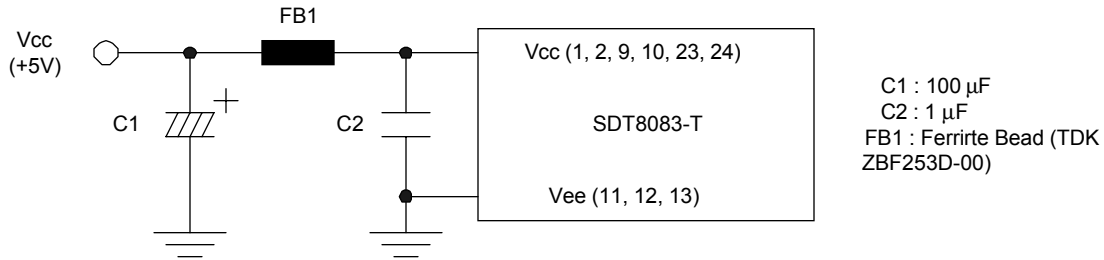 FB1
Vcc
(+5V)
Vcc (1, 2, 9, 10, 23, 24)
C1
+
C2
SDT8083-T
Vee (11, 12, 13)
C1 : 100 μF
C2 : 1 μF
FB1 : Ferrirte Bead (TDK
ZBF253D-00)